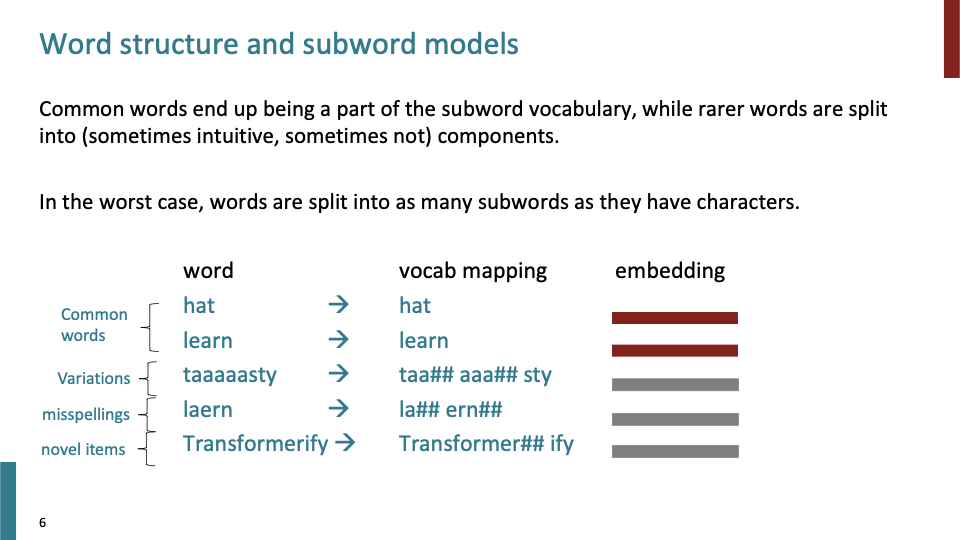 Word structure and subword models
Common words end up being a part of the subword vocabulary, while rarer words are split
into (sometimes intuitive, sometimes not) components.
In the worst case, words are split into as many subwords as they have characters.
word vocab mapping embedding
Common words hat → hat
learn → learn
Variations taaaaasty → taa## aaa## sty
misspellings laern → la## ern##
novel items Transformerify → Transformer## ify
6